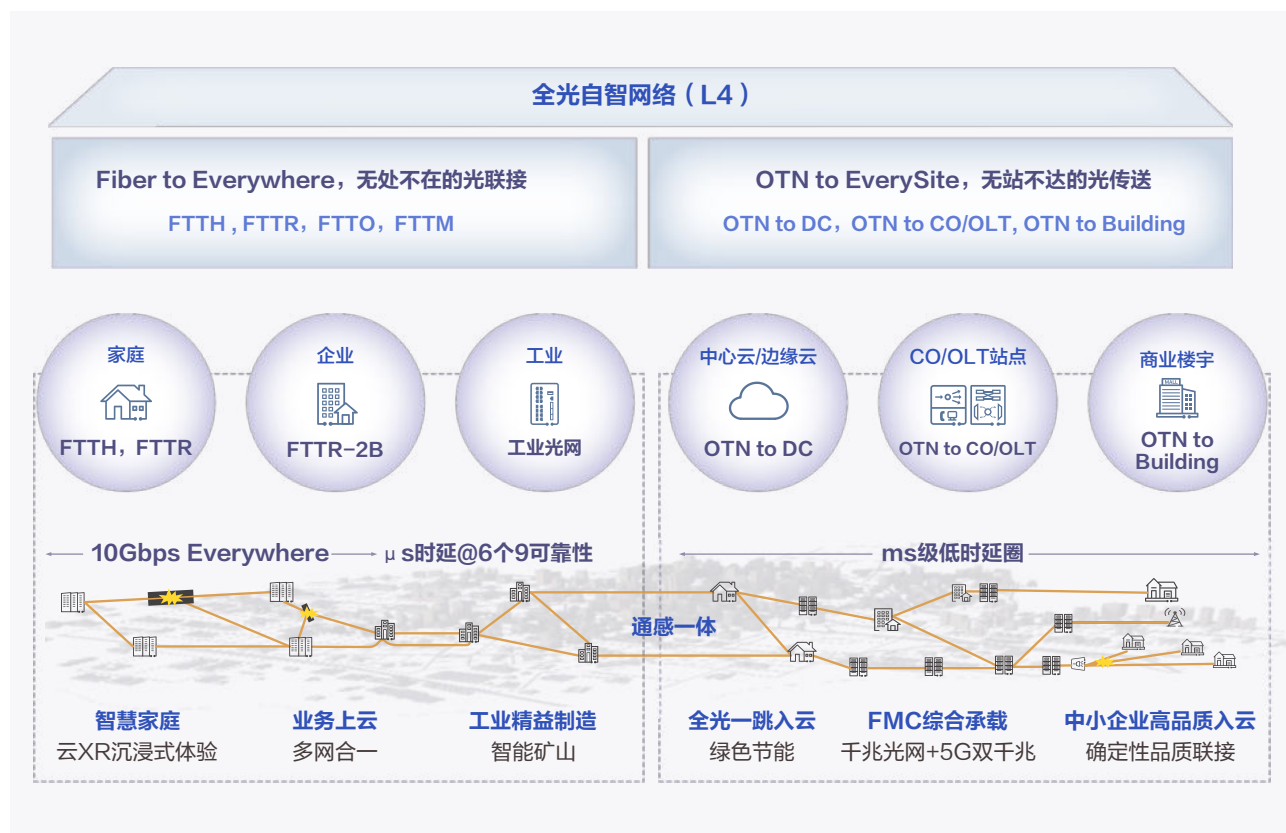 全光自智网络（L4）
Fiber to Everywhere，无处不在的光联接
FTTH , FTTR，FTTO，FTTM
OTN to EverySite，无站不达的光传送
OTN to DC，OTN to CO/OLT, OTN to Building
家庭
FTTH，FTTR
企业
FTTR-2B
工业
工业光网
中心云/边缘云
OTN to DC
CO/OLT站点
OTN to CO/OLT
商业楼宇
MALL
OTN to
Building
10Gbps Everywhere
μs时延@6个9可靠性
ms级低时延圈
通感一体
智慧家庭
云XR沉浸式体验
业务上云
多网合一
工业精益制造
智能矿山
全光一跳入云
绿色节能
FMC综合承载
千兆光网+5G双千兆
中小企业高品质入云
确定性品质联接